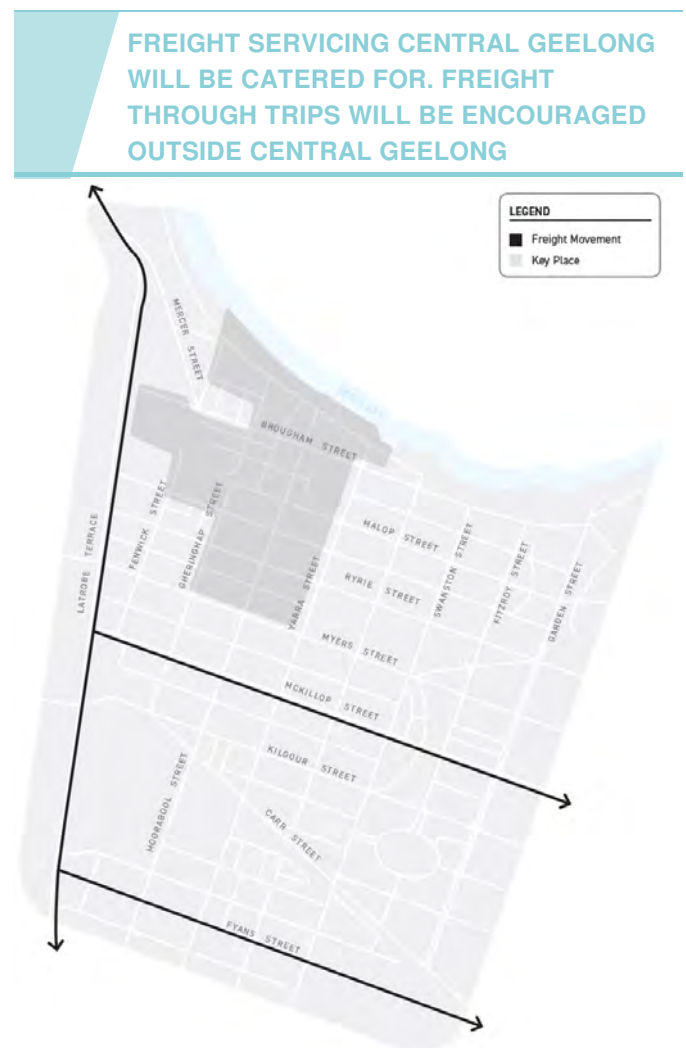 FREIGHT SERVICING CENTRAL GEELONG
WILL BE CATERED FOR. FREIGHT
THROUGH TRIPS WILL BE ENCOURAGED
OUTSIDE CENTRAL GEELONG
LEGEND
Freight Movement
Key Place
MERCER STREET
BROUGHAM STREET
MALOP STREET
RYRIE STREET
MYERS STREET
MCKILLOP STREET
KILGOUR STREET
CARR STREET
FYANS STREET
LATROBE TERRACE
FENWICK STREET
GHERINGHAP STREET
YARRA STREET
SWANSTON STREET
FITZROY STREET
GARDEN STREET
MOORABOOL STREET